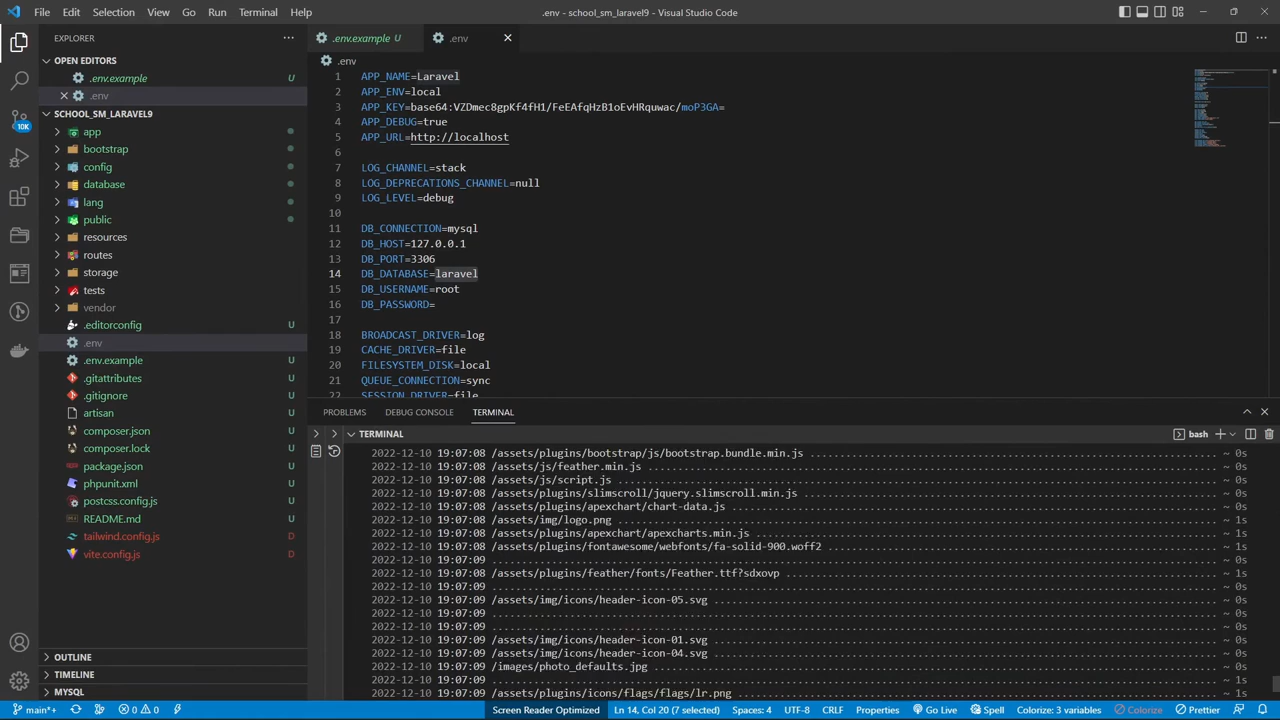 File Edit Selection View Go Run Terminal Help
.env - school_sm_laravel9 - Visual Studio Code
EXPLORER
OPEN EDITORS
.env.example U
.env
10K
SCHOOL_SM_LARAVEL9
app
bootstrap
config
database
lang
public
resources
routes
storage
tests
vendor
.editorconfig U
.env
.env.example U
.gitattributes U
.gitignore U
artisan U
composer.json U
composer.lock U
package.json U
phpunit.xml U
postcss.config.js U
README.md U
tailwind.config.js D
vite.config.js D
OUTLINE
TIMELINE
MYSQL
.env.example U
.env
.env
1 APP_NAME=Laravel
2 APP_ENV=local
3 APP_KEY=base64:VZDmec8gpKf4fH1/FeEAfqHzB1oEvHRquwac/moP3GA=
4 APP_DEBUG=true
5 APP_URL=http://localhost
6
7 LOG_CHANNEL=stack
8 LOG_DEPRECATIONS_CHANNEL=null
9 LOG_LEVEL=debug
10
11 DB_CONNECTION=mysql
12 DB_HOST=127.0.0.1
13 DB_PORT=3306
14 DB_DATABASE=laravel
15 DB_USERNAME=root
16 DB_PASSWORD=
17
18 BROADCAST_DRIVER=log
19 CACHE_DRIVER=file
20 FILESYSTEM_DISK=local
21 QUEUE_CONNECTION=sync
22 SESSION_DRIVER=file
PROBLEMS DEBUG CONSOLE TERMINAL
TERMINAL
bash
2022-12-10 19:07:08 /assets/plugins/bootstrap/js/bootstrap.bundle.min.js ~ 0s
2022-12-10 19:07:08 /assets/js/feather.min.js ~ 0s
2022-12-10 19:07:08 /assets/js/script.js ~ 0s
2022-12-10 19:07:08 /assets/plugins/slimscroll/jquery.slimscroll.min.js ~ 0s
2022-12-10 19:07:08 /assets/plugins/apexchart/chart-data.js ~ 0s
2022-12-10 19:07:08 /assets/img/logo.png ~ 1s
2022-12-10 19:07:08 /assets/plugins/apexchart/apexcharts.min.js ~ 1s
2022-12-10 19:07:08 /assets/plugins/fontawesome/webfonts/fa-solid-900.woff2 ~ 1s
2022-12-10 19:07:09 ~ 0s
2022-12-10 19:07:08 /assets/plugins/feather/fonts/Feather.ttf?sdxovp ~ 1s
2022-12-10 19:07:09 ~ 0s
2022-12-10 19:07:09 /assets/img/icons/header-icon-05.svg ~ 0s
2022-12-10 19:07:09 ~ 0s
2022-12-10 19:07:09 ~ 0s
2022-12-10 19:07:09 /assets/img/icons/header-icon-01.svg ~ 0s
2022-12-10 19:07:09 /assets/img/icons/header-icon-04.svg ~ 0s
2022-12-10 19:07:09 /images/photo_defaults.jpg ~ 1s
2022-12-10 19:07:09 ~ 1s
2022-12-10 19:07:09 /assets/plugins/icons/flags/flags/lr.png ~ 0s
main*+ 0 0 Screen Reader Optimized Ln 14, Col 20 (7 selected) Spaces: 4 UTF-8 CRLF Properties Go Live Spell Colorize: 3 variables Colorize Prettier